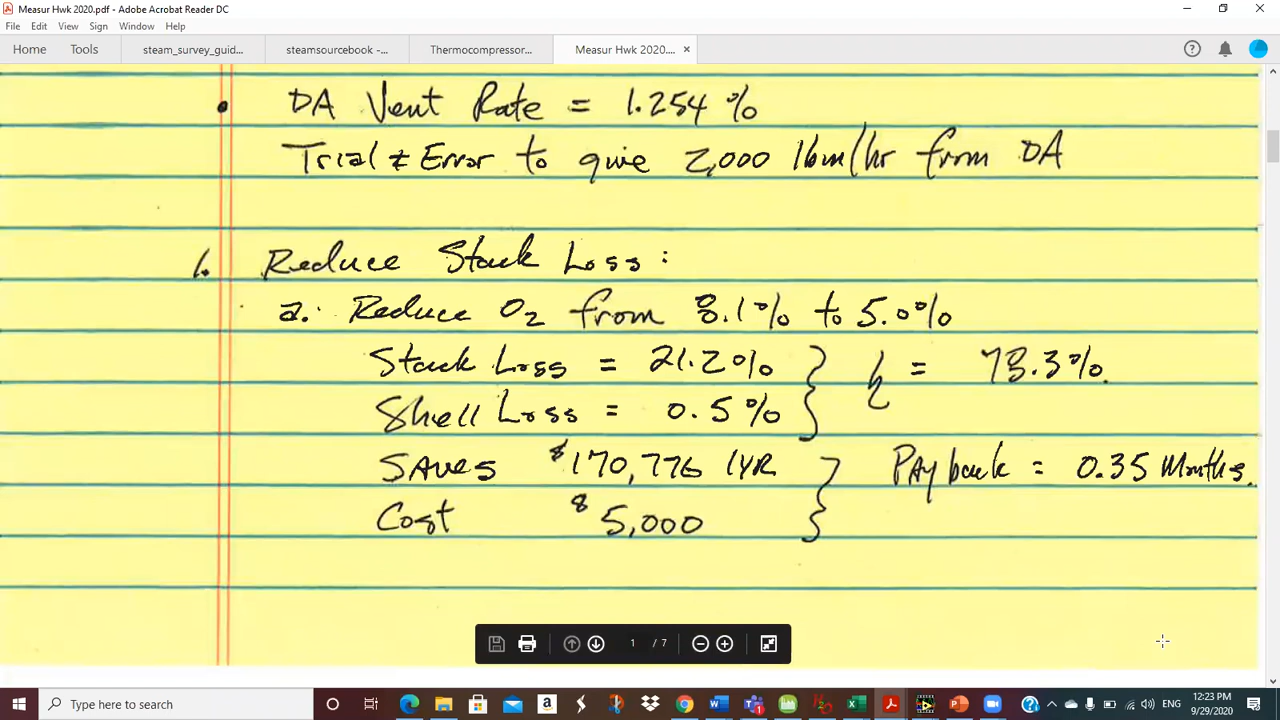 Measur Hwk 2020.pdf - Adobe Acrobat Reader DC
File Edit View Sign Window Help
Home Tools steam_survey_guid... steamsourcebook -... Thermocompressor... Measur Hwk 2020....
• DA Vent Rate = 1.254 %
Trial & Error to give 2,000 lbm/hr from DA
1. Reduce Stack Loss :
a. Reduce O2 from 8.1% to 5.0%
Stack Loss = 21.2% } η = 78.3%.
Shell Loss = 0.5 %
SAVES $170,776 /YR } PAyback = 0.35 Months.
Cost $ 5,000
1 / 7
Type here to search
ENG
12:23 PM
9/29/2020